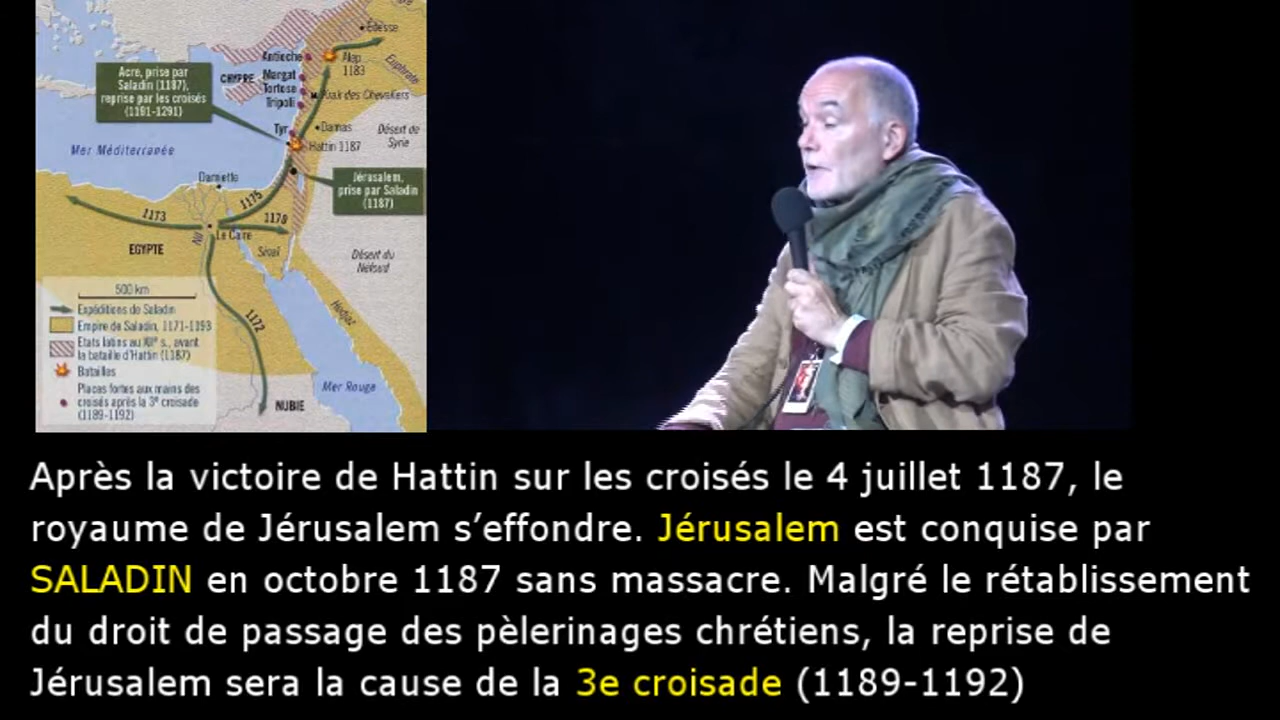 Edesse
Antioche
Alep
1183
Euphrate
Acre, prise par
Saladin (1187),
reprise par les croisés
(1191-1291)
CHYPRE
Margat
Tortose
Tripoli
Krak des Chevaliers
Tyr
Damas
Désert de
Syrie
Hattin 1187
Mer Méditerranée
Jérusalem,
prise par Saladin
(1187)
Damiette
1175
1173
1170
Le Caire
Nil
EGYPTE
Sinaï
Désert du
Néfoud
500 km
Expéditions de Saladin
Empire de Saladin, 1171-1193
Etats latins au XIIe s., avant
la bataille d'Hattin (1187)
Batailles
Places fortes aux mains des
croisés après la 3e croisade
(1189-1192)
1172
Hedjaz
Mer Rouge
NUBIE
Après la victoire de Hattin sur les croisés le 4 juillet 1187, le
royaume de Jérusalem s’effondre. Jérusalem est conquise par
SALADIN en octobre 1187 sans massacre. Malgré le rétablissement
du droit de passage des pèlerinages chrétiens, la reprise de
Jérusalem sera la cause de la 3e croisade (1189-1192)